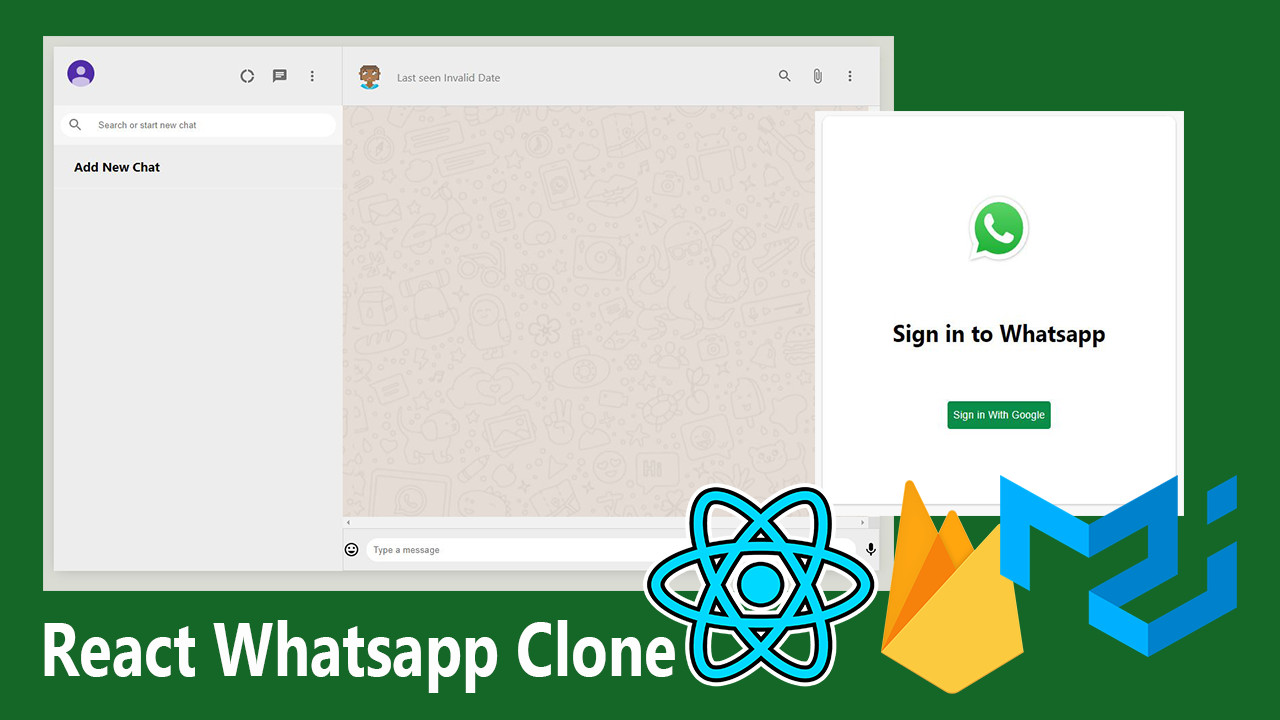 Last seen Invalid Date
Search or start new chat
Add New Chat
Sign in to Whatsapp
Sign in With Google
Hi
Type a message
React Whatsapp Clone